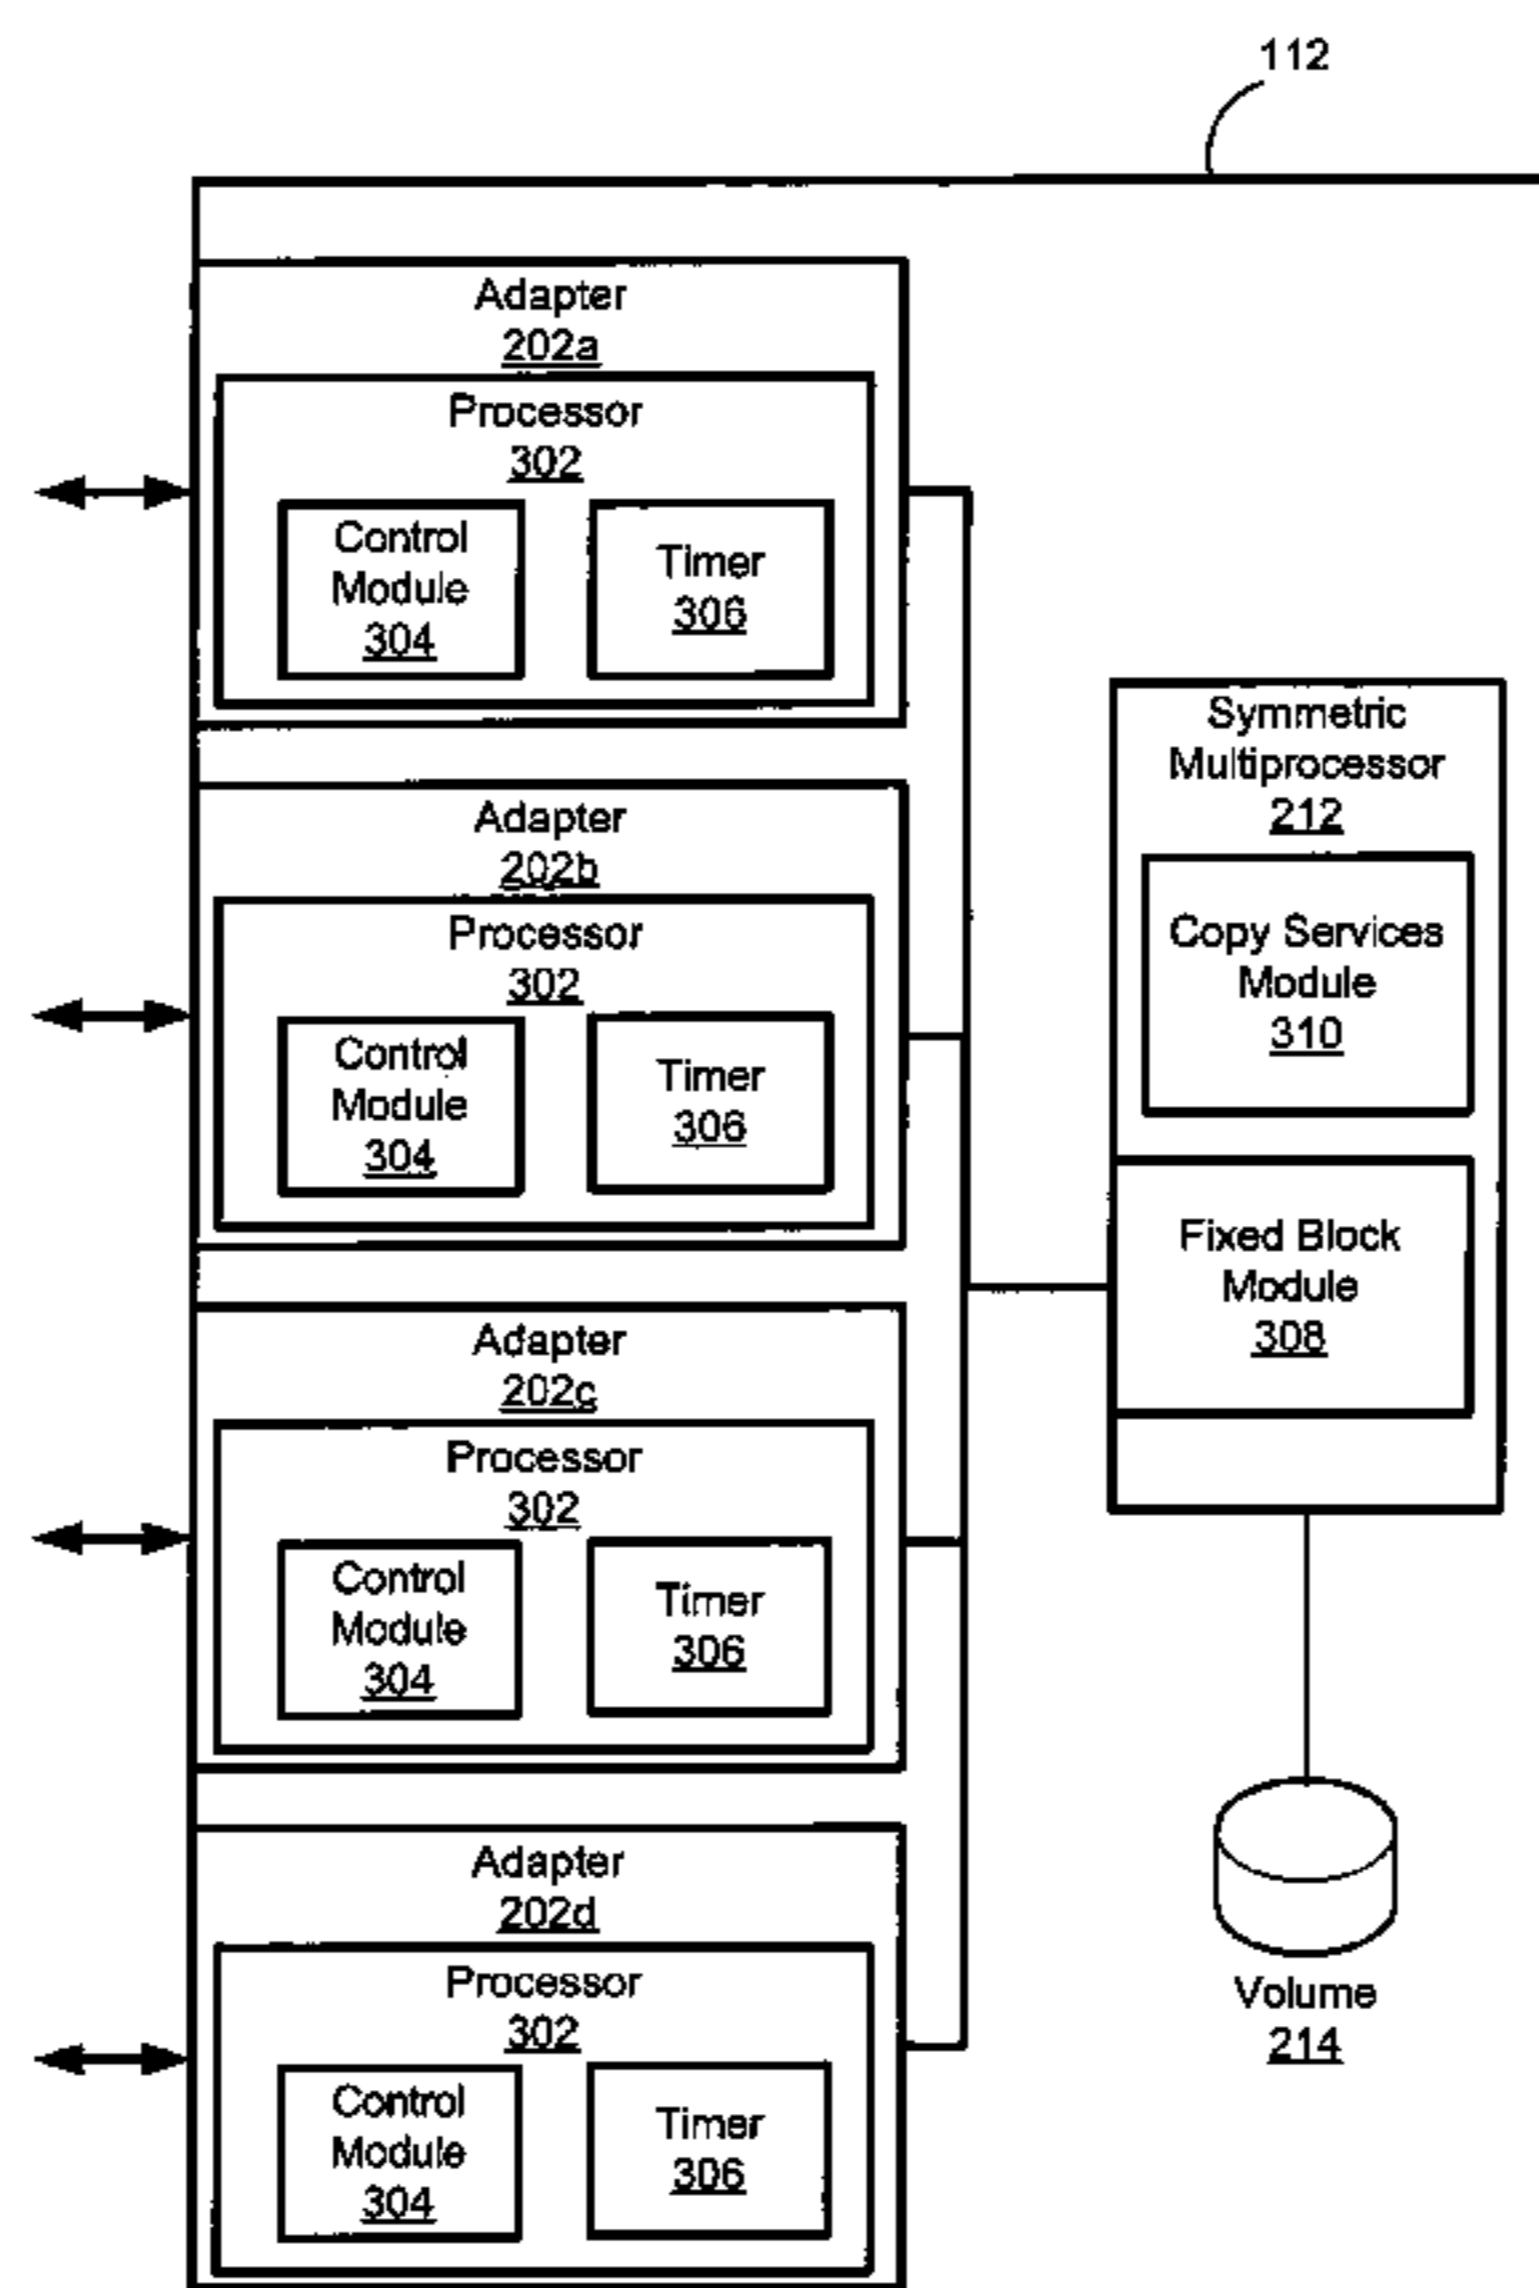 112
Adapter
202a
Processor
302
Control
Module
304
Timer
306
Adapter
202b
Processor
302
Control
Module
304
Timer
306
Adapter
202c
Processor
302
Control
Module
304
Timer
306
Adapter
202d
Processor
302
Control
Module
304
Timer
306
Symmetric
Multiprocessor
212
Copy Services
Module
310
Fixed Block
Module
308
Volume
214